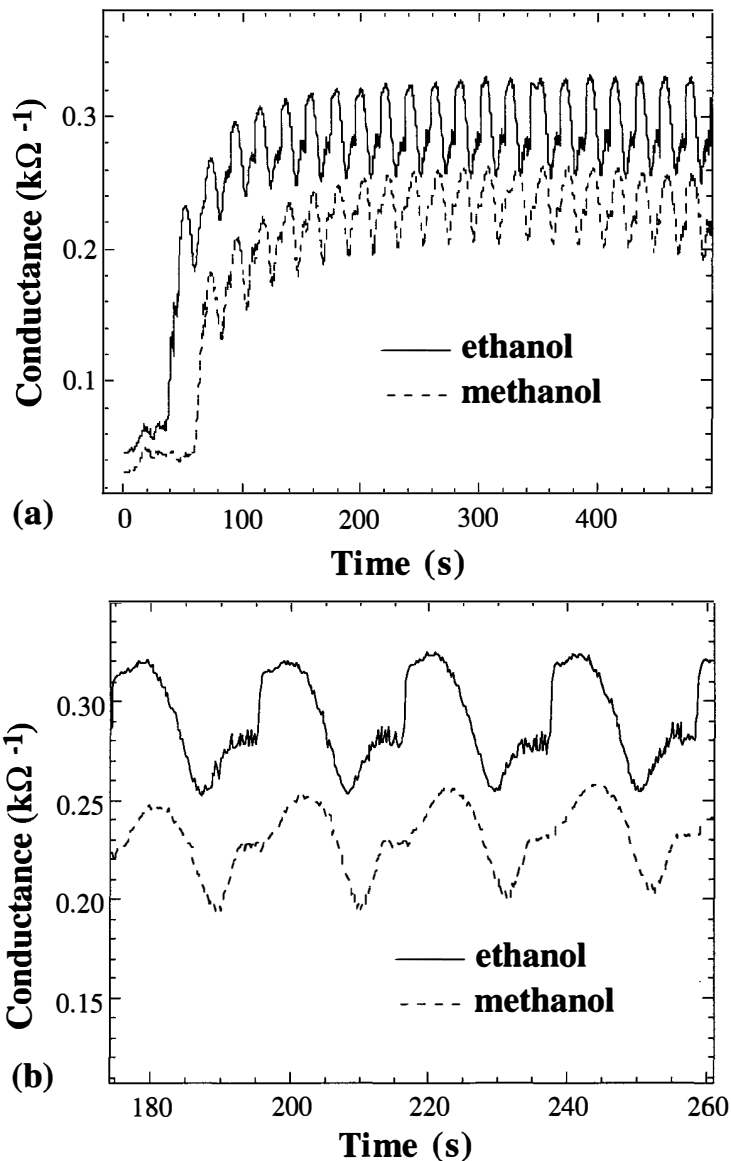 Conductance (kΩ -1)
0.3
0.2
0.1
ethanol
methanol
(a)
0
100
200
300
400
Time (s)
Conductance (kΩ -1)
0.30
0.25
0.20
0.15
ethanol
methanol
(b)
180
200
220
240
260
Time (s)